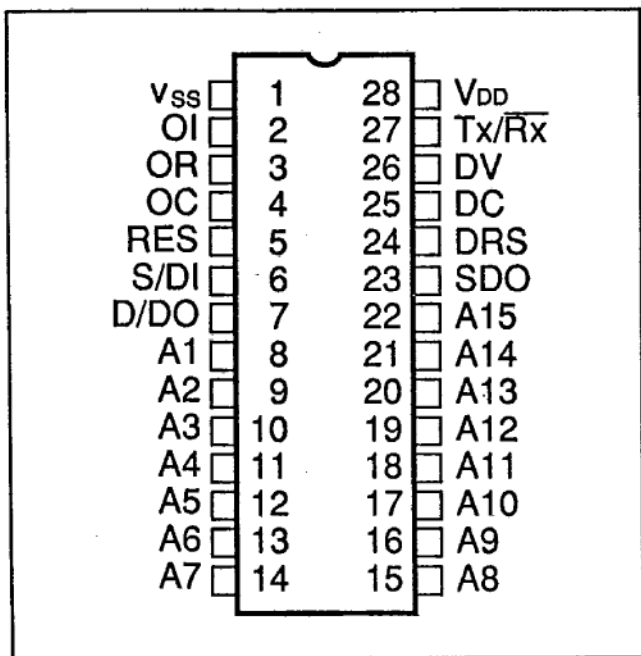 Vss 1 28 VDD
OI 2 27 Tx/R̅x̅
OR 3 26 DV
OC 4 25 DC
RES 5 24 DRS
S/DI 6 23 SDO
D/DO 7 22 A15
A1 8 21 A14
A2 9 20 A13
A3 10 19 A12
A4 11 18 A11
A5 12 17 A10
A6 13 16 A9
A7 14 15 A8